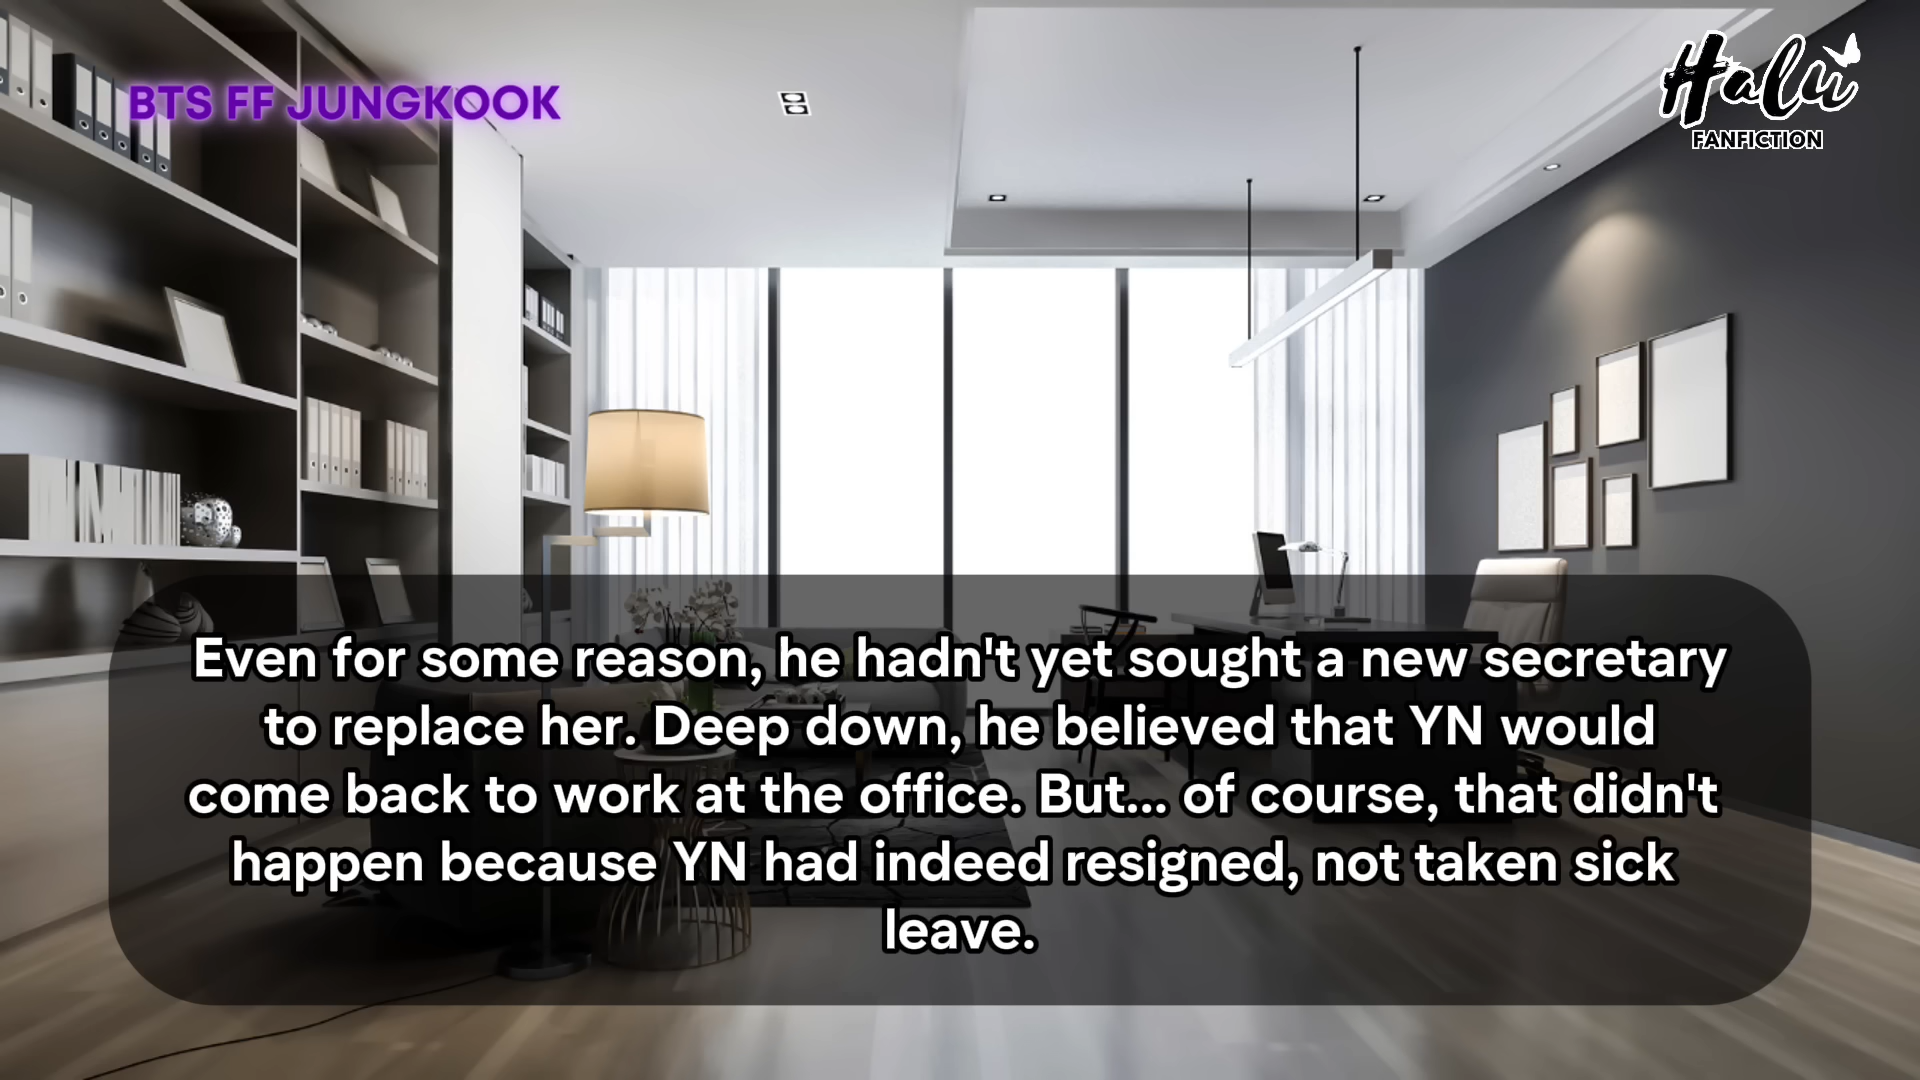 BTS FF JUNGKOOK
Halu
FANFICTION
Even for some reason, he hadn't yet sought a new secretary
to replace her. Deep down, he believed that YN would
come back to work at the office. But... of course, that didn't
happen because YN had indeed resigned, not taken sick
leave.